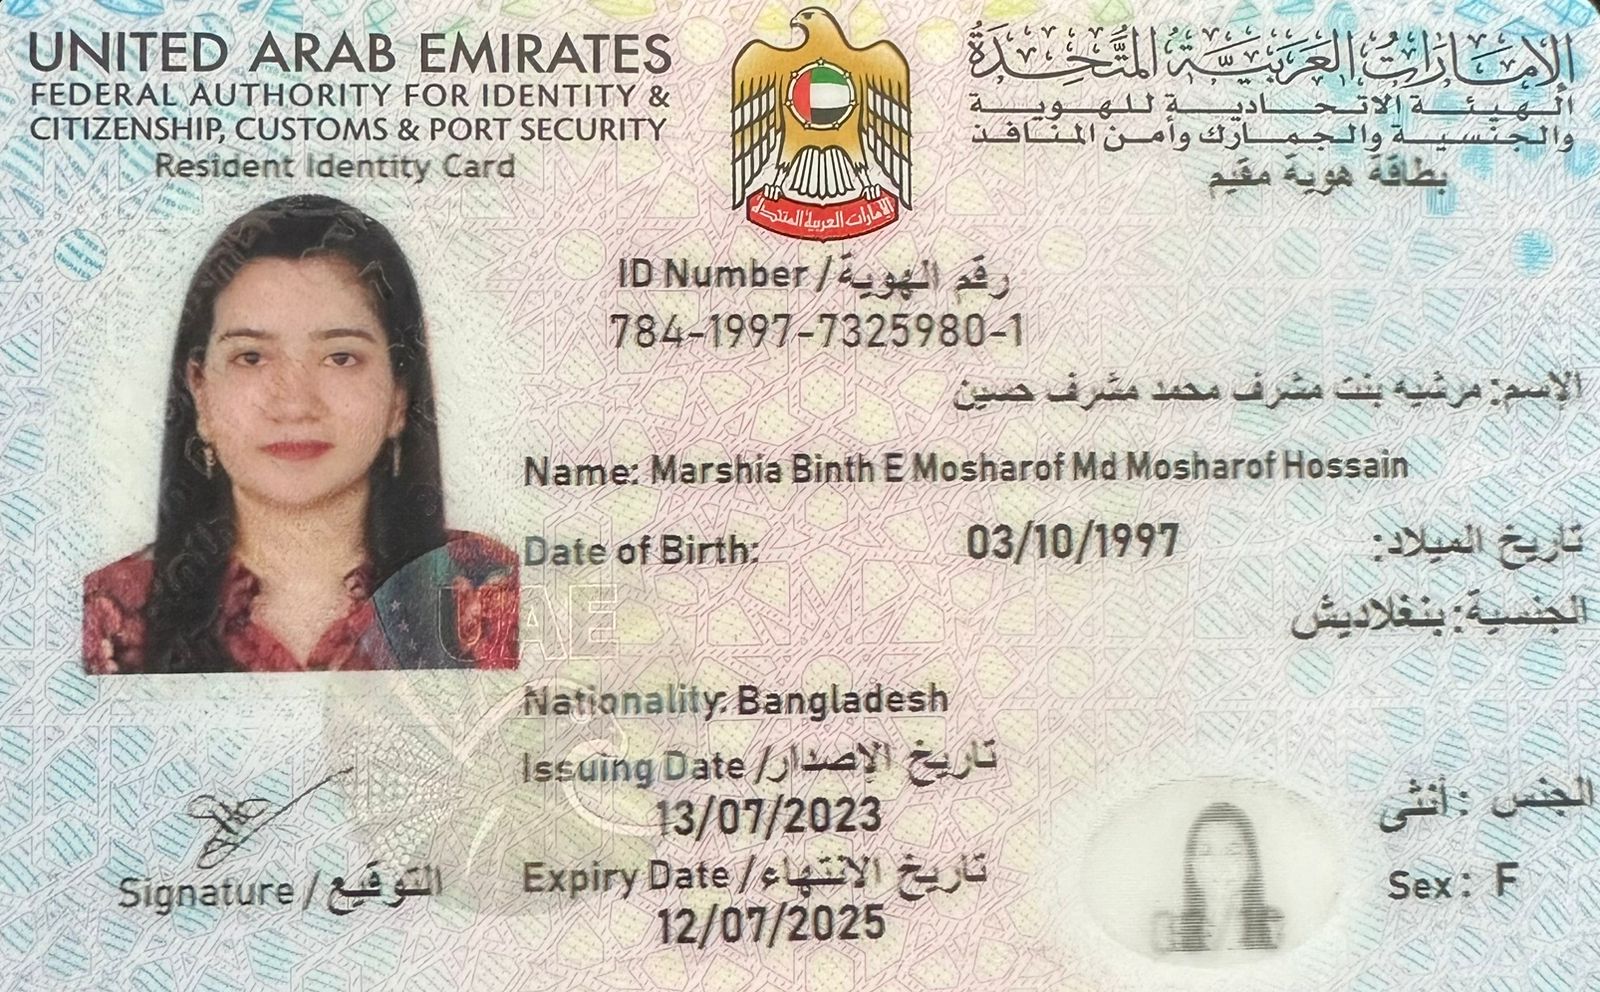 UNITED ARAB EMIRATES
FEDERAL AUTHORITY FOR IDENTITY &
CITIZENSHIP, CUSTOMS & PORT SECURITY
Resident Identity Card
الإمارات العربية المتحدة
الهيئة الاتحادية للهوية
والجنسية والجمارك وأمن المنافذ
بطاقة هوية مقيم
الإمارات العربية المتحدة
ID Number / رقم الهوية
784-1997-7325980-1
الإسم: مرشيه بنت مشرف محمد مشرف حسين
Name: Marshia Binth E Mosharof Md Mosharof Hossain
Date of Birth: 03/10/1997 تاريخ الميلاد:
الجنسية: بنغلاديش
UAE
Nationality: Bangladesh
Issuing Date / تاريخ الإصدار
13/07/2023
Expiry Date / تاريخ الانتهاء
12/07/2025
الجنس : أنثى
Sex : F
Signature / التوقيع